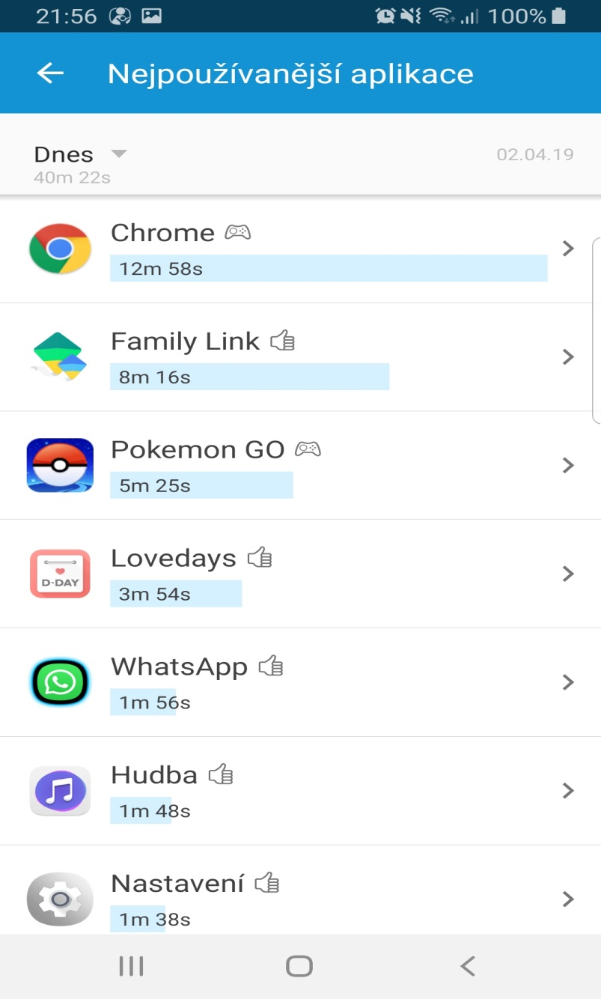 21:56 100%
Nejpoužívanější aplikace
Dnes 02.04.19
40m 22s
Chrome
12m 58s
Family Link
8m 16s
Pokemon GO
5m 25s
Lovedays
D-DAY
3m 54s
WhatsApp
1m 56s
Hudba
1m 48s
Nastavení
1m 38s